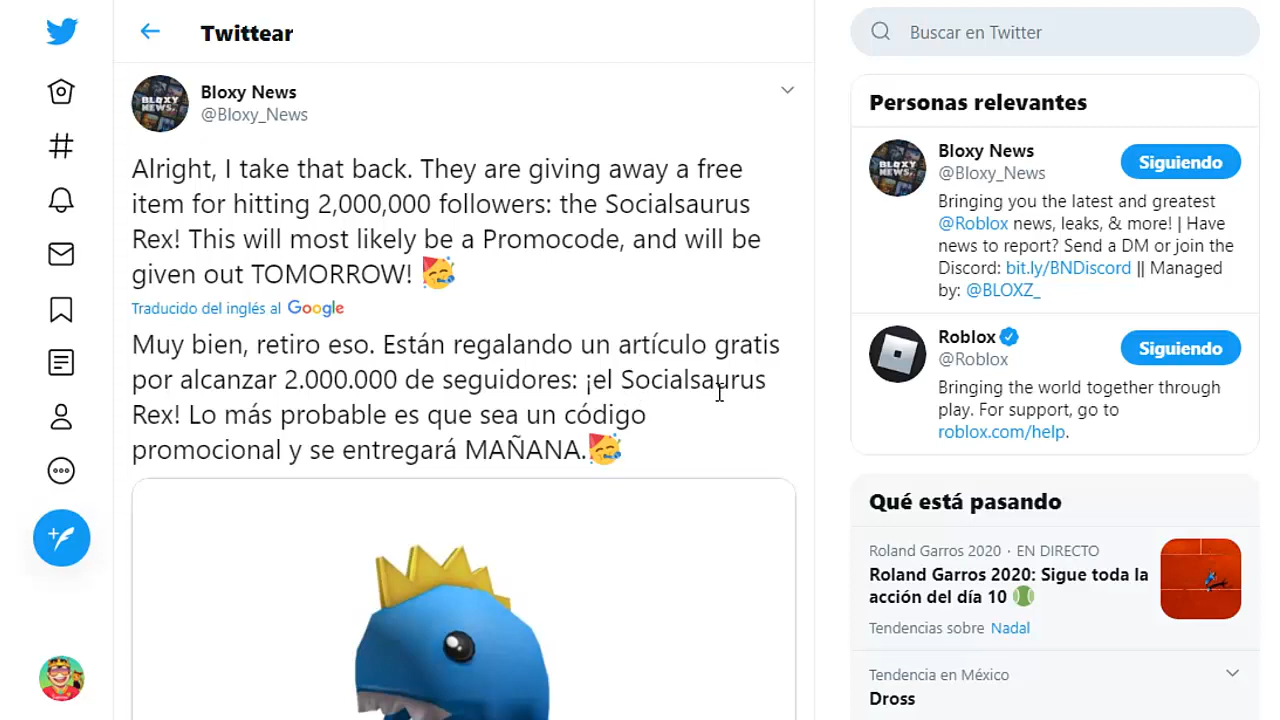 Twittear
Bloxy News
@Bloxy_News
Alright, I take that back. They are giving away a free
item for hitting 2,000,000 followers: the Socialsaurus
Rex! This will most likely be a Promocode, and will be
given out TOMORROW! 🥳
Traducido del inglés al Google
Muy bien, retiro eso. Están regalando un artículo gratis
por alcanzar 2.000.000 de seguidores: ¡el Socialsaurus
Rex! Lo más probable es que sea un código
promocional y se entregará MAÑANA.🥳
Buscar en Twitter
Personas relevantes
BLOXY NEWS.
Bloxy News
@Bloxy_News
Siguiendo
Bringing you the latest and greatest
@Roblox news, leaks, & more! | Have
news to report? Send a DM or join the
Discord: bit.ly/BNDiscord || Managed
by: @BLOXZ_
Roblox
@Roblox
Siguiendo
Bringing the world together through
play. For support, go to
roblox.com/help.
Qué está pasando
Roland Garros 2020 · EN DIRECTO
Roland Garros 2020: Sigue toda la
acción del día 10 🎾
Tendencias sobre Nadal
Tendencia en México
Dross